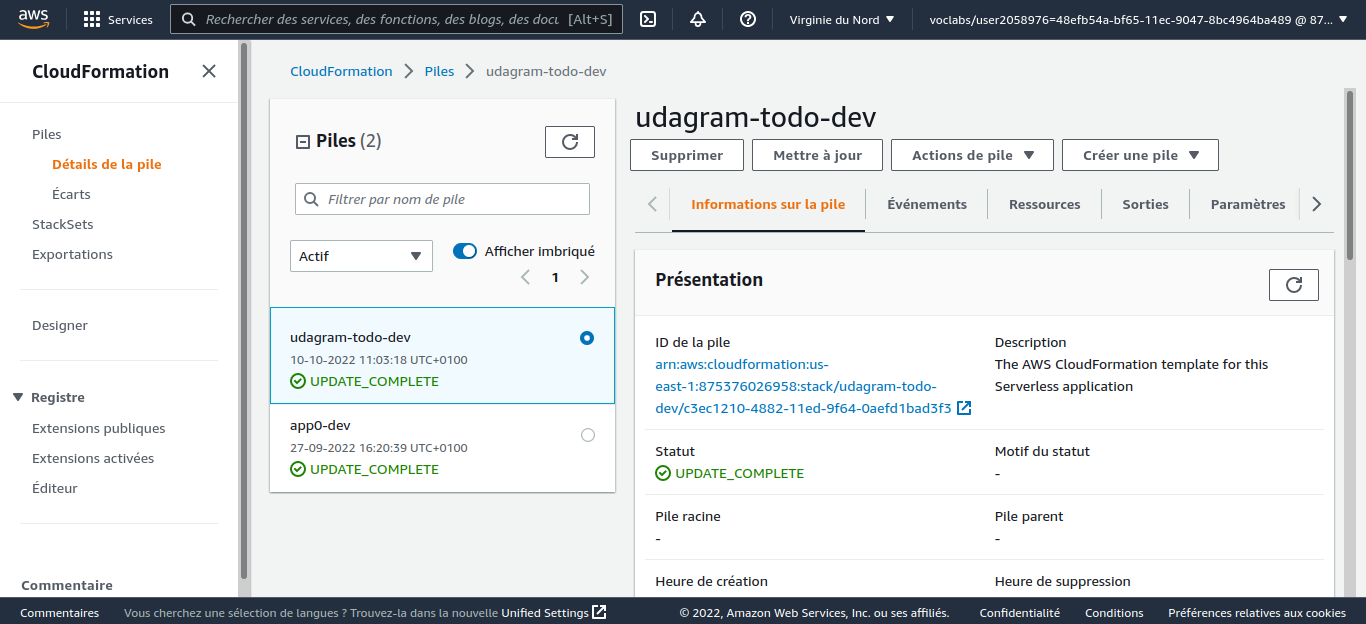 aws
Services
Rechercher des services, des fonctions, des blogs, des docu [Alt+S]
Virginie du Nord
voclabs/user2058976=48efb54a-bf65-11ec-9047-8bc4964ba489 @ 87...
CloudFormation
Piles
Détails de la pile
Écarts
StackSets
Exportations
Designer
Registre
Extensions publiques
Extensions activées
Éditeur
Commentaire
CloudFormation
Piles
udagram-todo-dev
Piles (2)
Filtrer par nom de pile
Actif
Afficher imbriqué
1
udagram-todo-dev
10-10-2022 11:03:18 UTC+0100
UPDATE_COMPLETE
app0-dev
27-09-2022 16:20:39 UTC+0100
UPDATE_COMPLETE
udagram-todo-dev
Supprimer
Mettre à jour
Actions de pile
Créer une pile
Informations sur la pile
Événements
Ressources
Sorties
Paramètres
Présentation
ID de la pile
arn:aws:cloudformation:us-
east-1:875376026958:stack/udagram-todo-
dev/c3ec1210-4882-11ed-9f64-0aefd1bad3f3
Description
The AWS CloudFormation template for this
Serverless application
Statut
UPDATE_COMPLETE
Motif du statut
-
Pile racine
-
Pile parent
-
Heure de création
Heure de suppression
Commentaires
Vous cherchez une sélection de langues ? Trouvez-la dans la nouvelle Unified Settings
© 2022, Amazon Web Services, Inc. ou ses affiliés.
Confidentialité
Conditions
Préférences relatives aux cookies